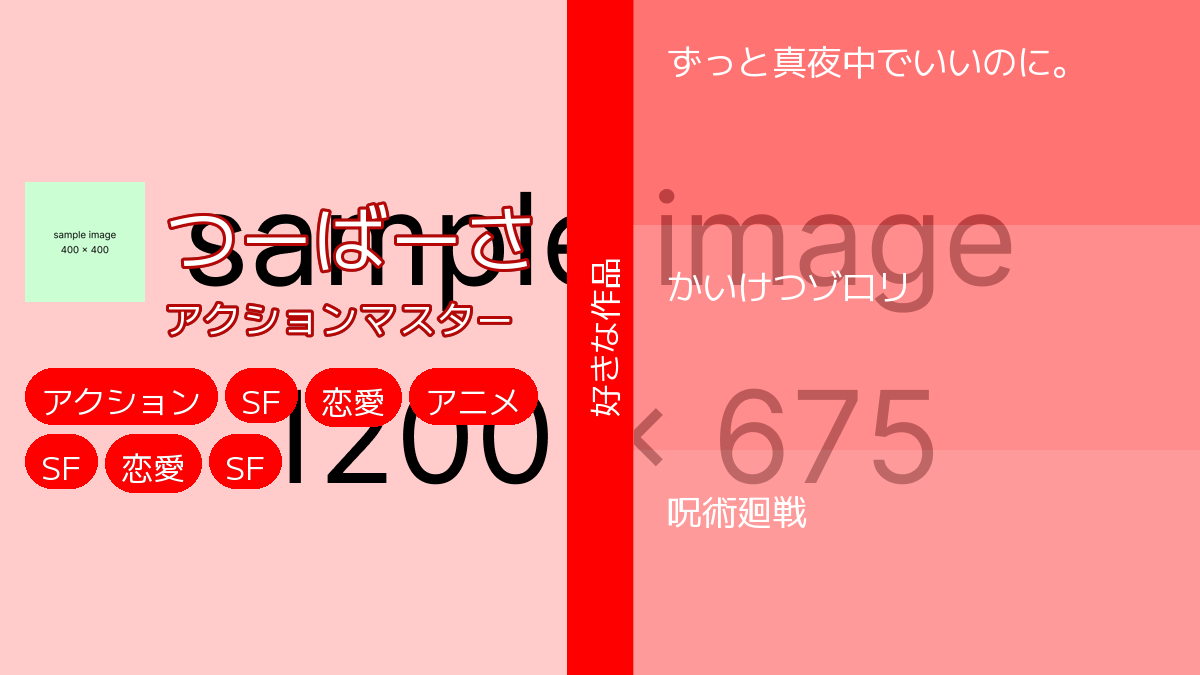 sample image
400 × 400
つーばーさ
アクションマスター
アクション SF 恋愛 アニメ
SF 恋愛 SF
sample image
1200 × 675
好きな作品
ずっと真夜中でいいのに。
かいけつゾロリ
呪術廻戦